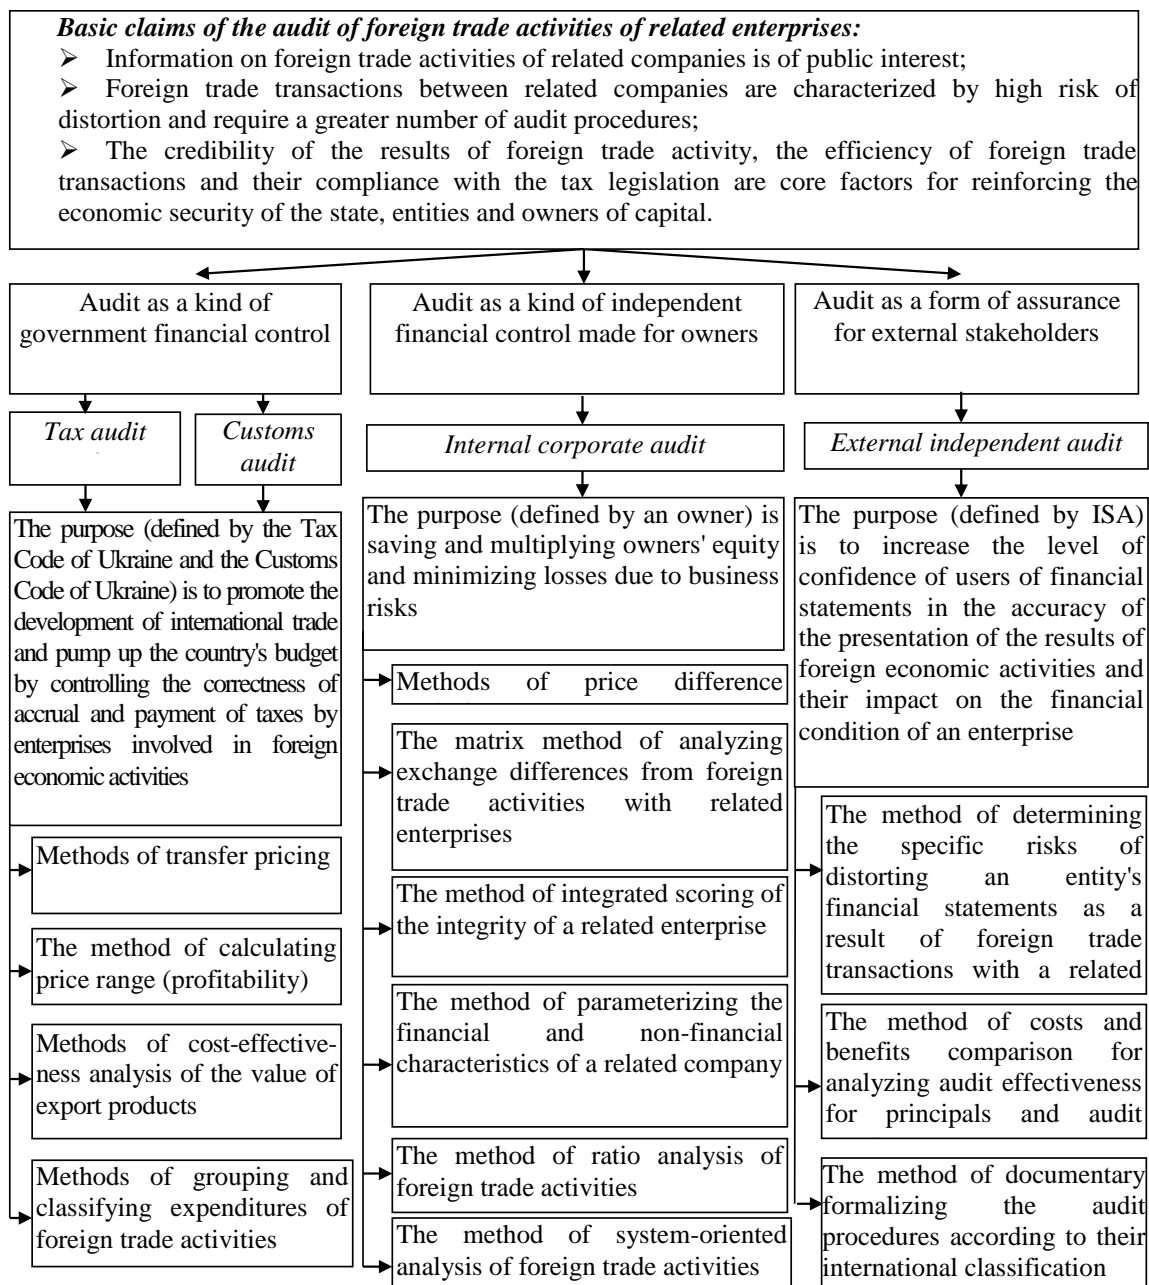 Basic claims of the audit of foreign trade activities of related enterprises:
➢ Information on foreign trade activities of related companies is of public interest;
➢ Foreign trade transactions between related companies are characterized by high risk of
distortion and require a greater number of audit procedures;
➢ The credibility of the results of foreign trade activity, the efficiency of foreign trade
transactions and their compliance with the tax legislation are core factors for reinforcing the
economic security of the state, entities and owners of capital.
Audit as a kind of
government financial control
Audit as a kind of independent
financial control made for owners
Audit as a form of assurance
for external stakeholders
Tax audit
Customs
audit
Internal corporate audit
External independent audit
The purpose (defined by the Tax
Code of Ukraine and the Customs
Code of Ukraine) is to promote the
development of international trade
and pump up the country's budget
by controlling the correctness of
accrual and payment of taxes by
enterprises involved in foreign
economic activities
Methods of transfer pricing
The method of calculating
price range (profitability)
Methods of cost-effective-
ness analysis of the value of
export products
Methods of grouping and
classifying expenditures of
foreign trade activities
The purpose (defined by an owner) is
saving and multiplying owners' equity
and minimizing losses due to business
risks
Methods of price difference
The matrix method of analyzing
exchange differences from foreign
trade activities with related
enterprises
The method of integrated scoring of
the integrity of a related enterprise
The method of parameterizing the
financial and non-financial
characteristics of a related company
The method of ratio analysis of
foreign trade activities
The method of system-oriented
analysis of foreign trade activities
The purpose (defined by ISA)
is to increase the level of
confidence of users of financial
statements in the accuracy of
the presentation of the results of
foreign economic activities and
their impact on the financial
condition of an enterprise
The method of determining
the specific risks of
distorting an entity's
financial statements as a
result of foreign trade
transactions with a related
The method of costs and
benefits comparison for
analyzing audit effectiveness
for principals and audit
The method of documentary
formalizing the audit
procedures according to their
international classification